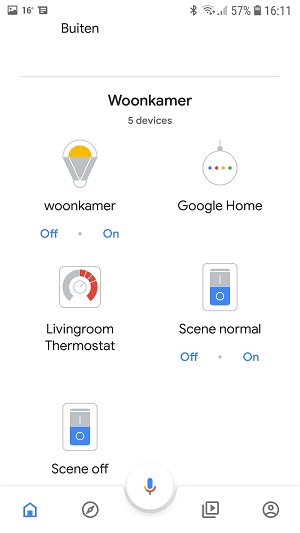 16° 57% 16:11
Buiten
Woonkamer
5 devices
woonkamer Google Home
Off • On
Livingroom Scene normal
Thermostat
Off • On
Scene off